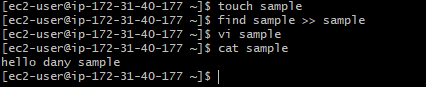 [ec2-user@ip-172-31-40-177 ~]$ touch sample
[ec2-user@ip-172-31-40-177 ~]$ find sample >> sample
[ec2-user@ip-172-31-40-177 ~]$ vi sample
[ec2-user@ip-172-31-40-177 ~]$ cat sample
hello dany sample
[ec2-user@ip-172-31-40-177 ~]$